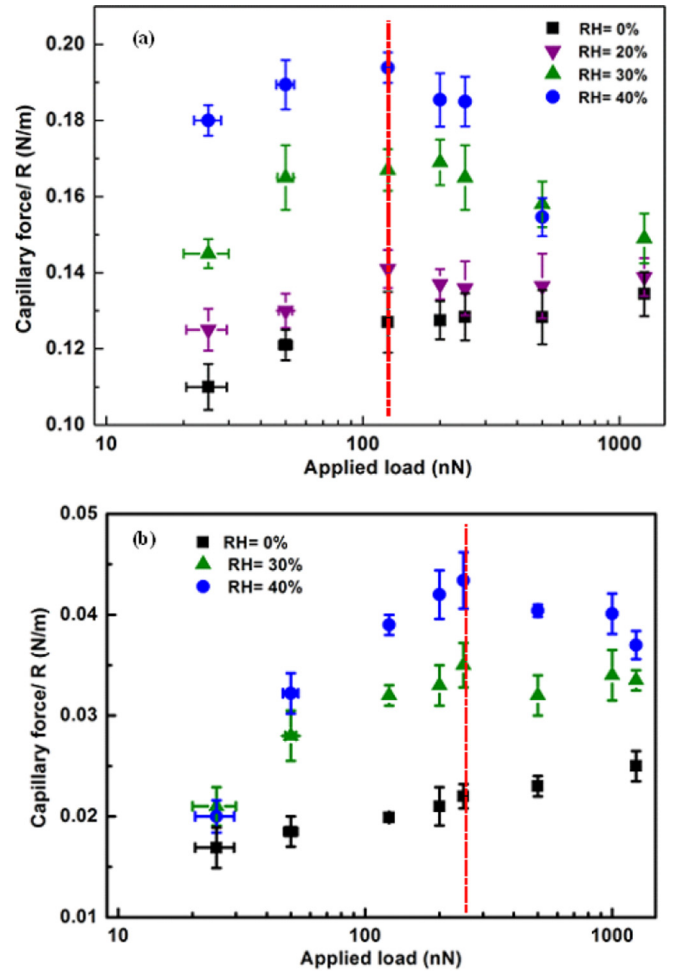 (a)
RH= 0%
RH= 20%
RH= 30%
RH= 40%
Capillary force/ R (N/m)
0.20
0.18
0.16
0.14
0.12
0.10
10 100 1000
Applied load (nN)
(b)
RH= 0%
RH= 30%
RH= 40%
Capillary force/ R (N/m)
0.05
0.04
0.03
0.02
0.01
10 100 1000
Applied load (nN)